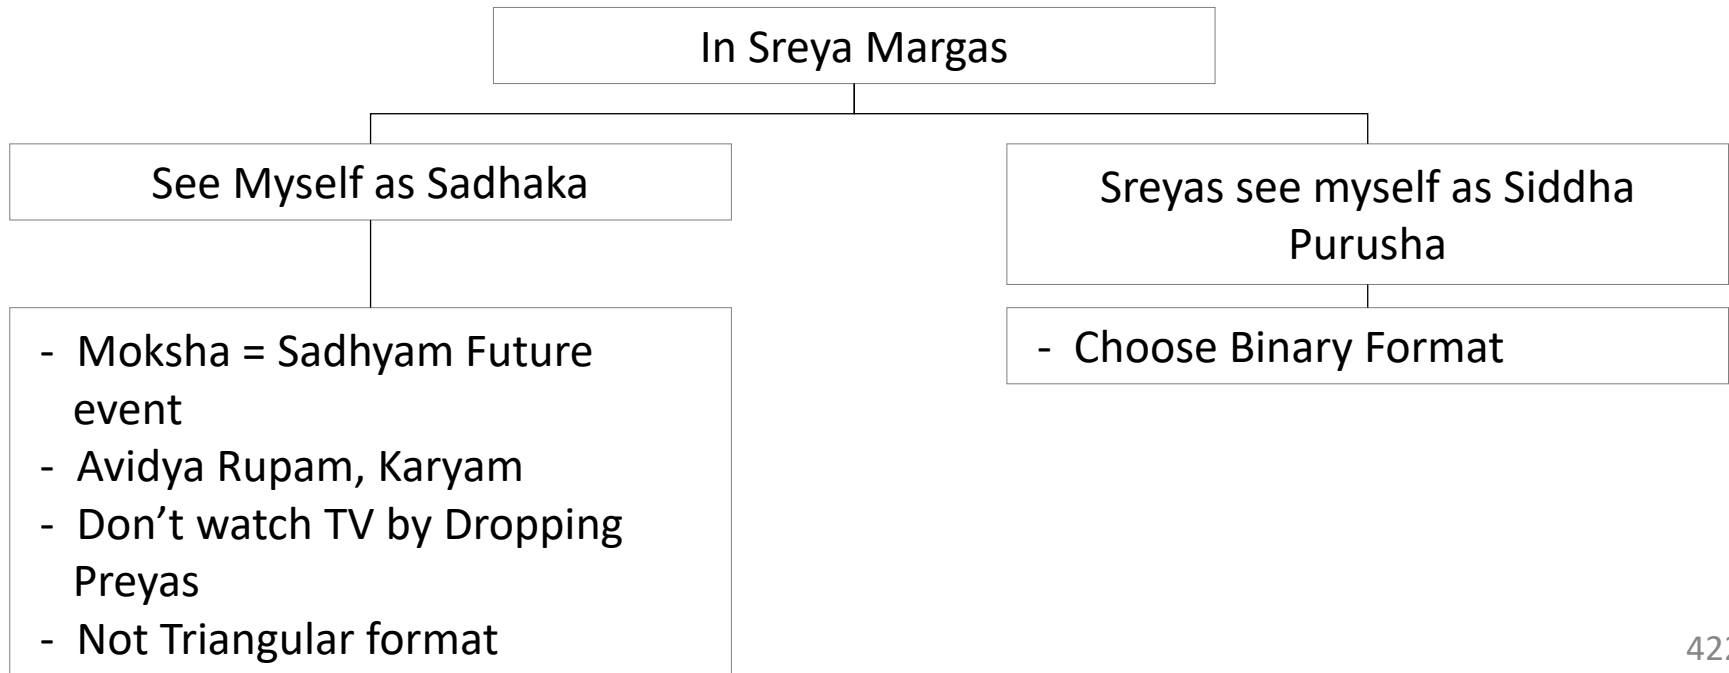 In Sreya Margas
See Myself as Sadhaka
- Moksha = Sadhyam Future
event
- Avidya Rupam, Karyam
- Don’t watch TV by Dropping
Preyas
- Not Triangular format
Sreyas see myself as Siddha
Purusha
- Choose Binary Format
422